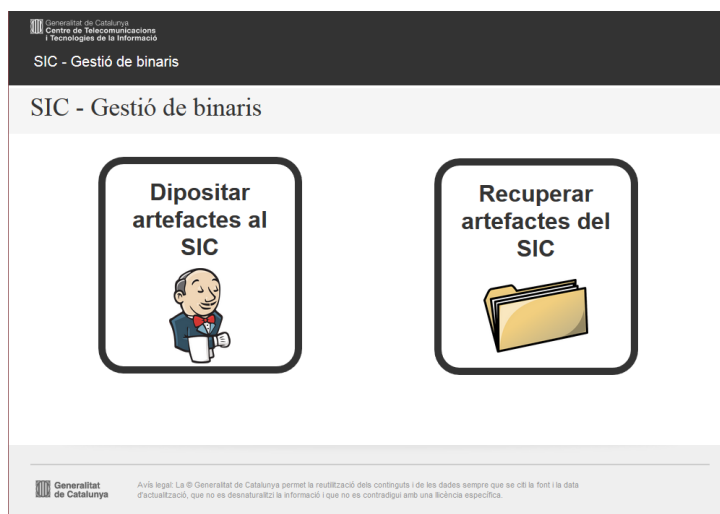 Generalitat de Catalunya
Centre de Telecomunicacions
i Tecnologies de la Informació
SIC - Gestió de binaris
SIC - Gestió de binaris
Dipositar
artefactes al
SIC
Recuperar
artefactes del
SIC
Generalitat
de Catalunya
Avís legal: La © Generalitat de Catalunya permet la reutilització dels continguts i de les dades sempre que se citi la font i la data
d'actualització, que no es desnaturalitzi la informació i que no es contradigui amb una llicència específica.